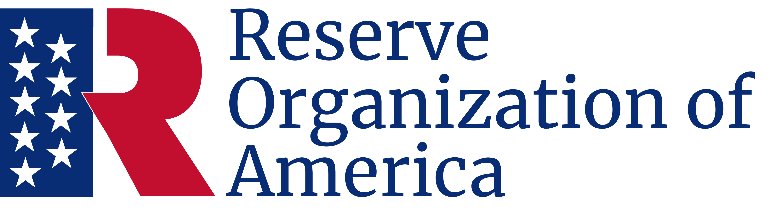 Reserve
Organization of
America